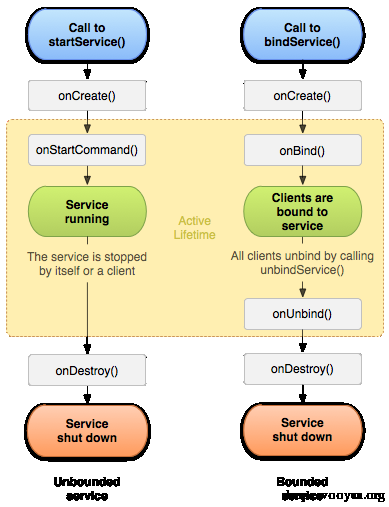 Call to
startService()
onCreate()
onStartCommand()
Service
running
The service is stopped
by itself or a client
onDestroy()
Service
shut down
Unbounded
service
Active
Lifetime
Call to
bindService()
onCreate()
onBind()
Clients are
bound to
service
All clients unbind by calling
unbindService()
onUnbind()
onDestroy()
Service
shut down
Bounded
service